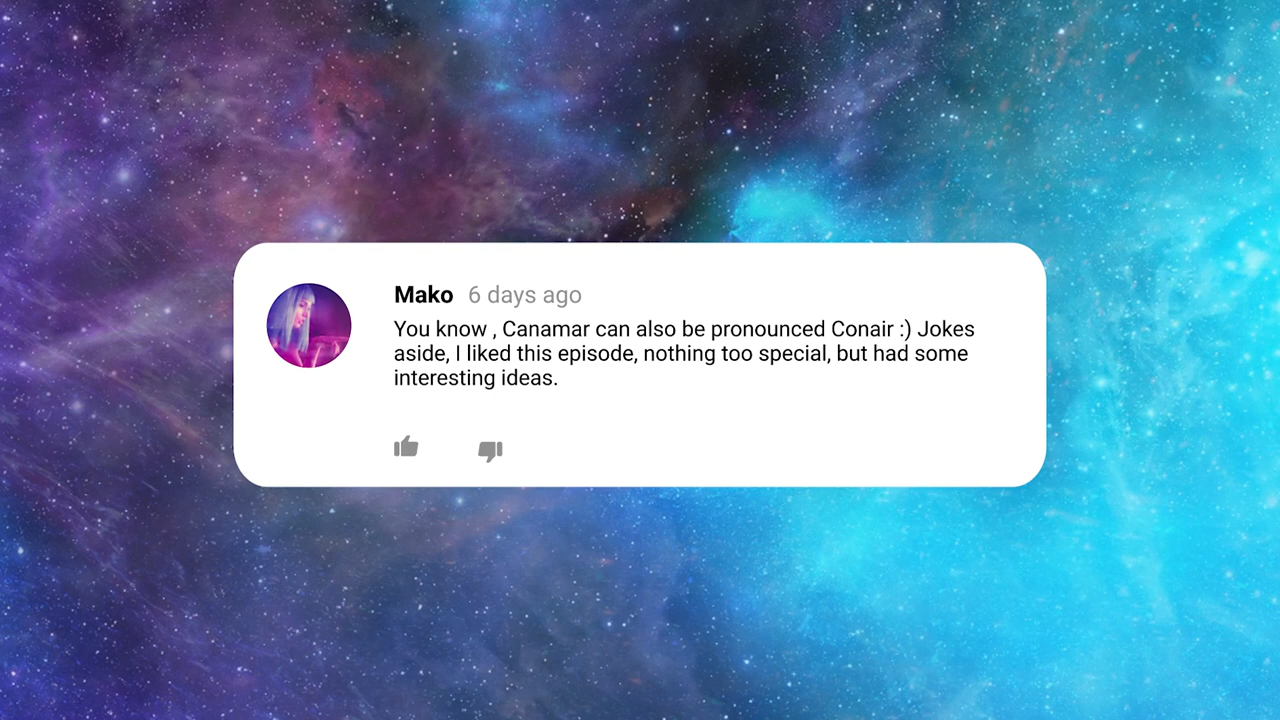 Mako 6 days ago
You know , Canamar can also be pronounced Conair :) Jokes
aside, I liked this episode, nothing too special, but had some
interesting ideas.